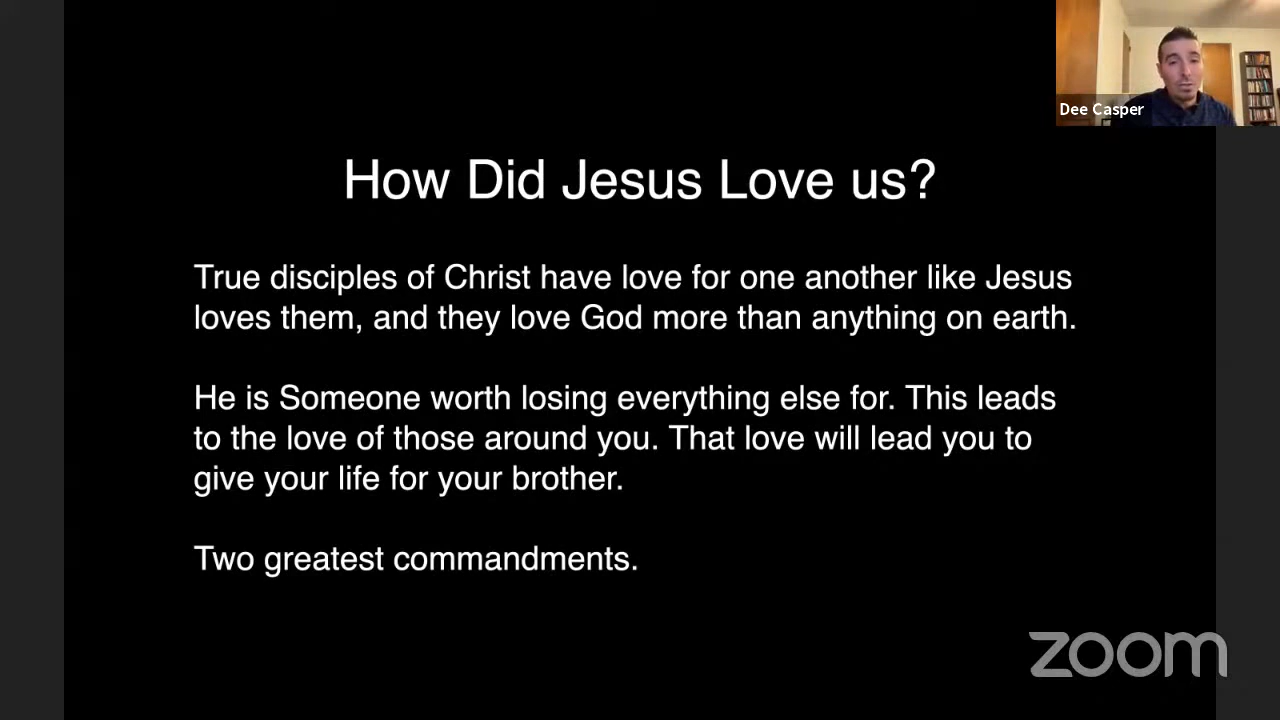 Dee Casper
How Did Jesus Love us?
True disciples of Christ have love for one another like Jesus
loves them, and they love God more than anything on earth.
He is Someone worth losing everything else for. This leads
to the love of those around you. That love will lead you to
give your life for your brother.
Two greatest commandments.
zoom